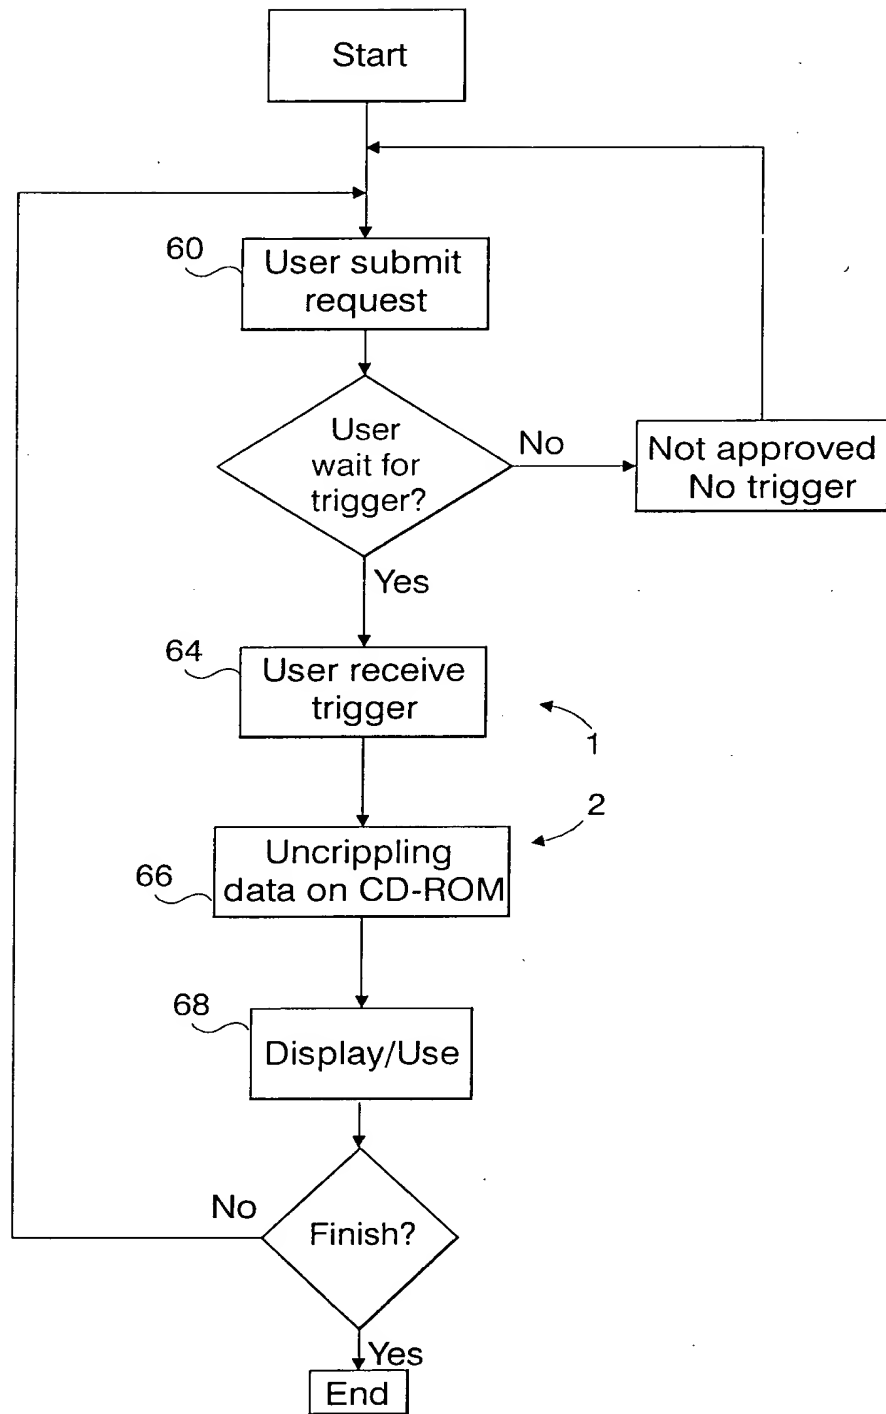 Start
60
User submit
request
User
wait for
trigger?
No
Not approved
No trigger
Yes
64
User receive
trigger
1
2
Uncrippling
data on CD-ROM
66
68
Display/Use
No
Finish?
Yes
End